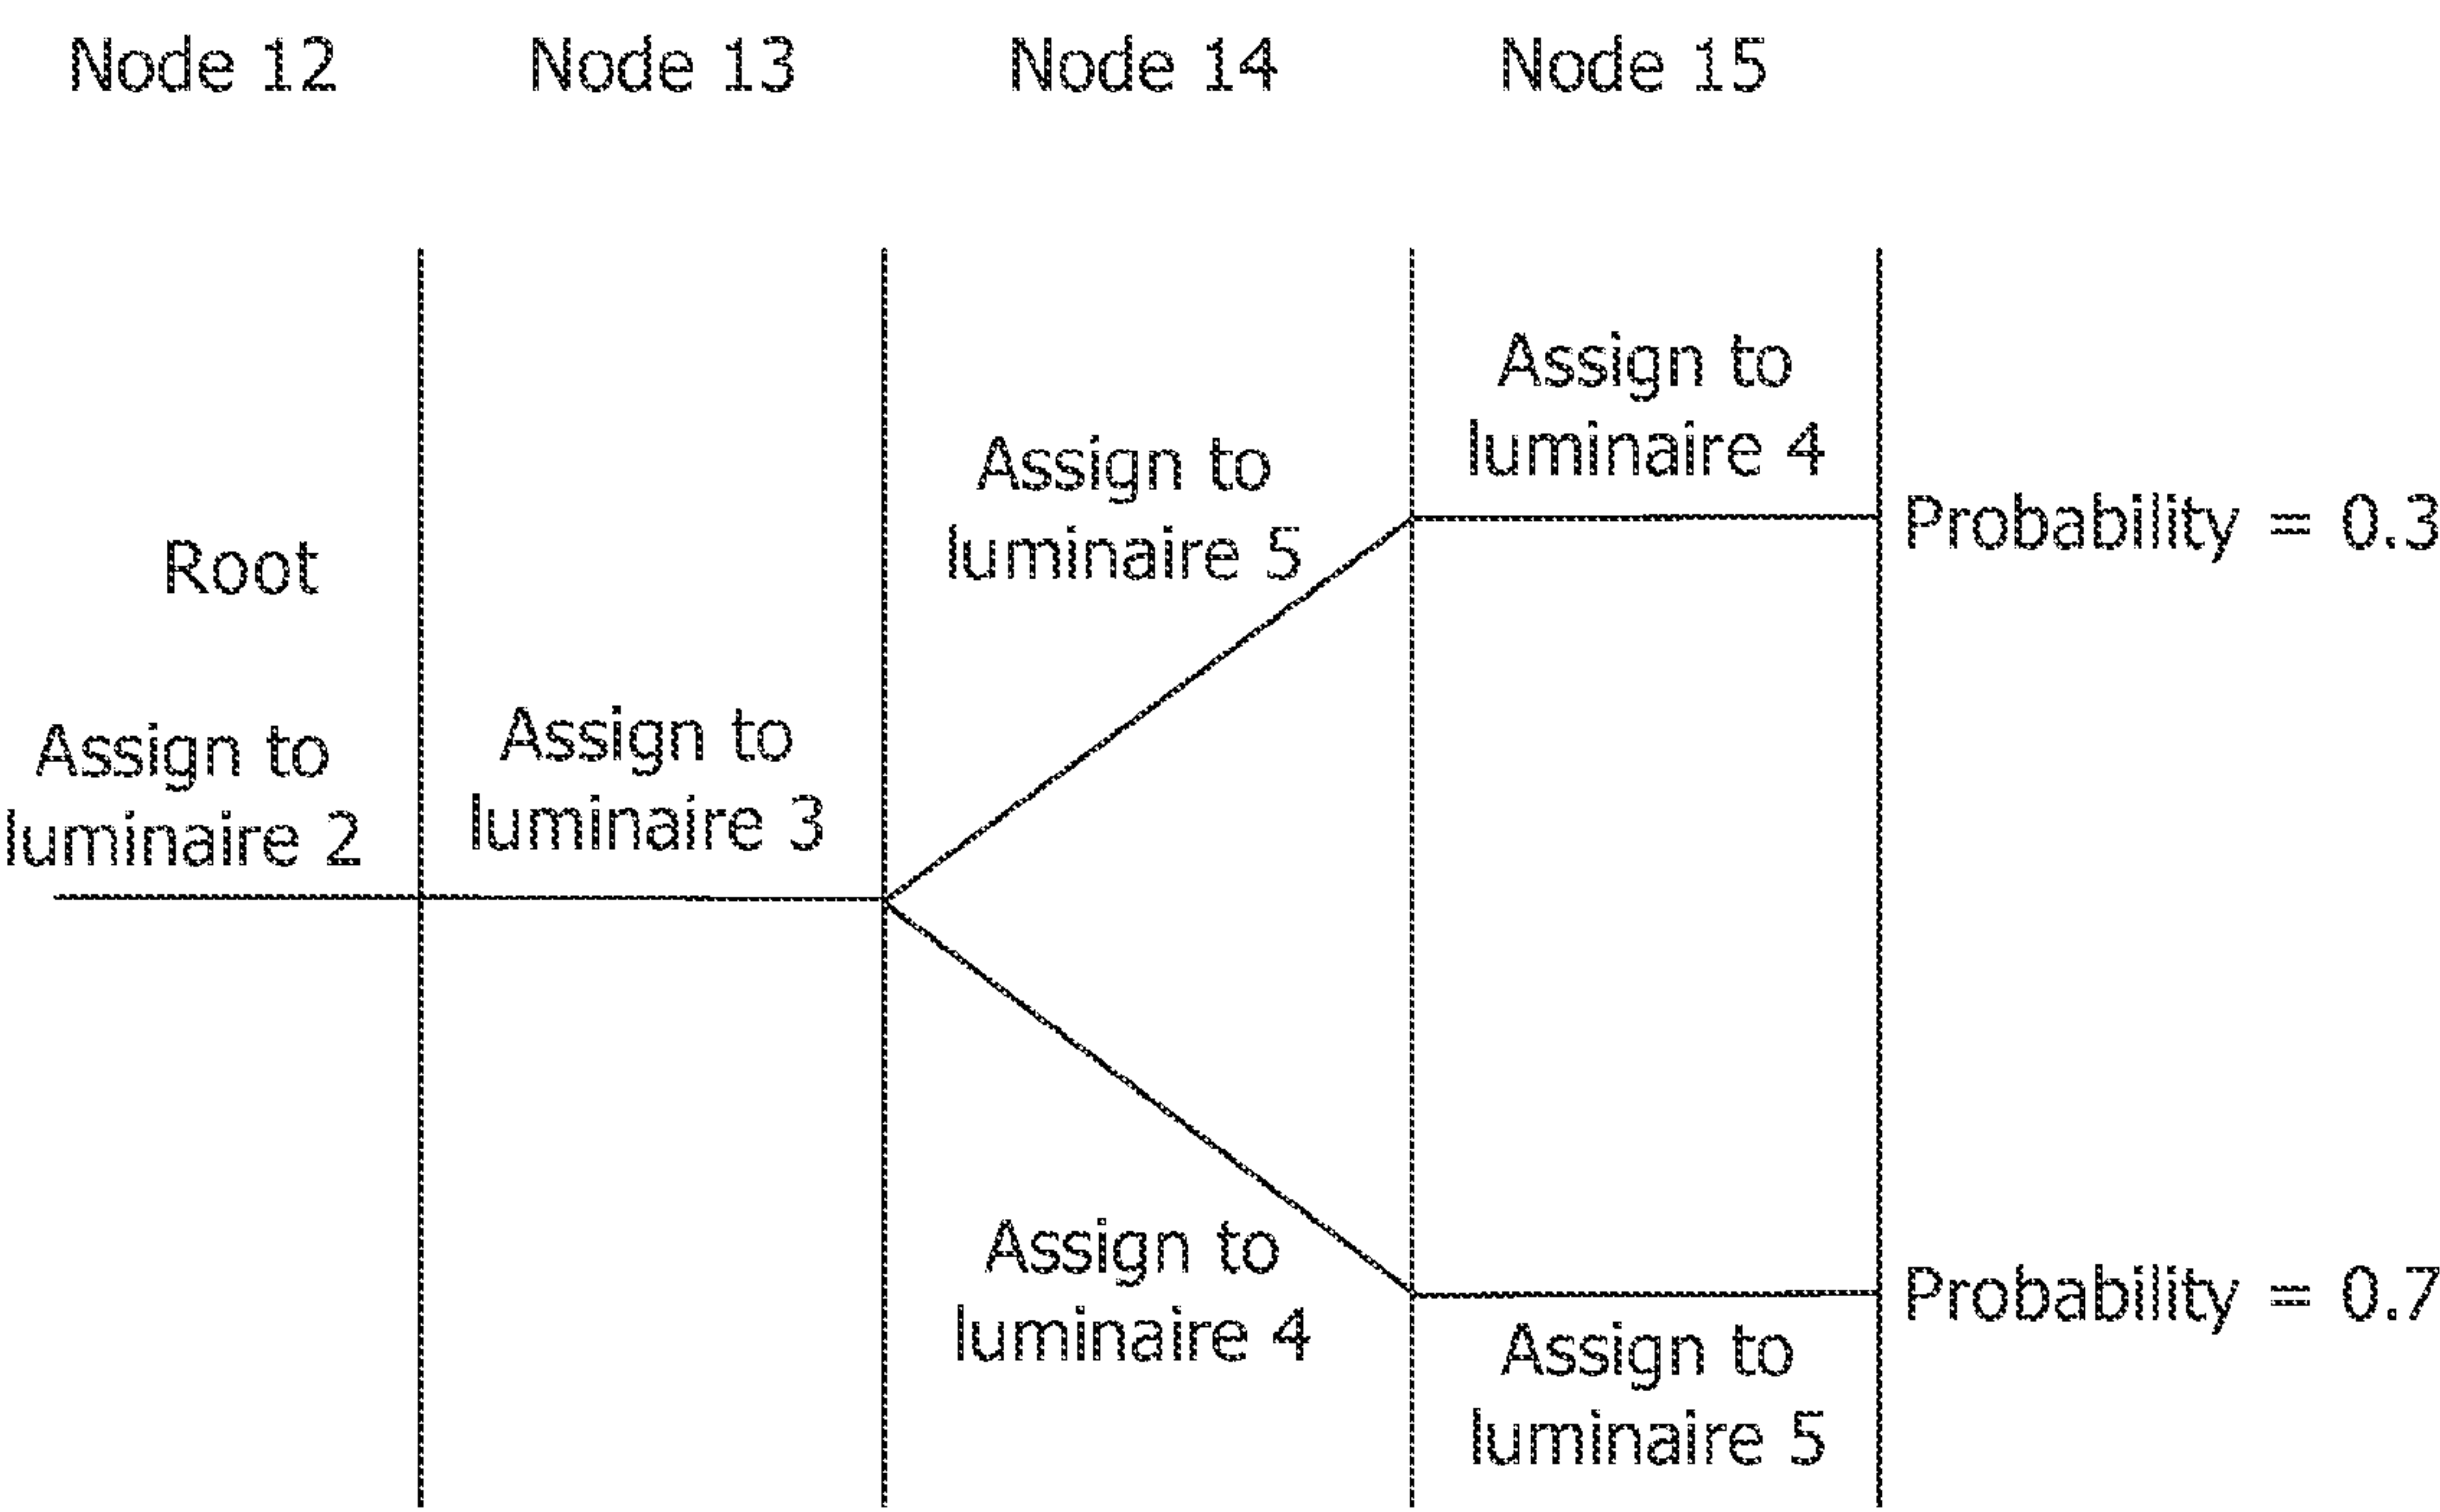 Node 12
Node 13
Node 14
Node 15
Root
Assign to
luminaire 2
Assign to
luminaire 3
Assign to
luminaire 5
Assign to
luminaire 4
Probability = 0.3
Assign to
luminaire 4
Assign to
luminaire 5
Probability = 0.7